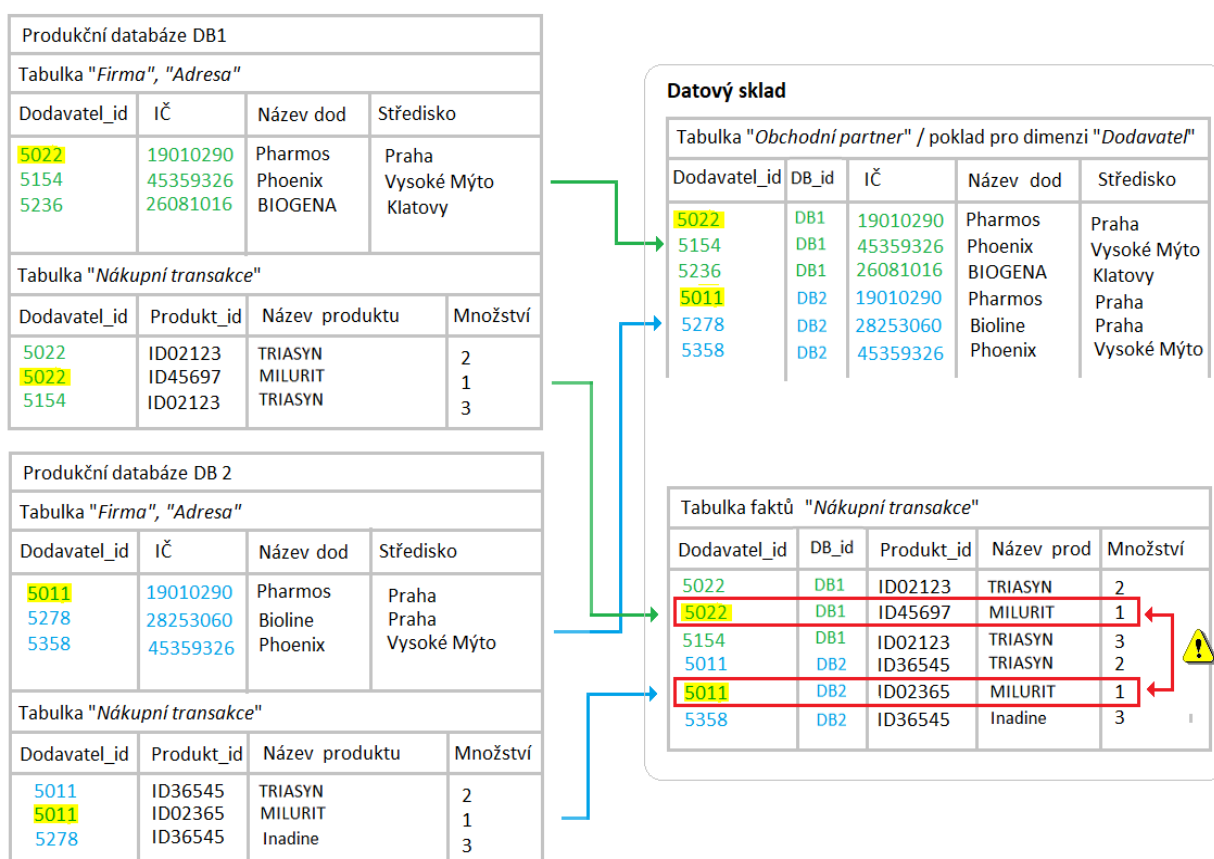 Produkční databáze DB1
Tabulka "Firma", "Adresa"
Dodavatel_id IČ Název dod Středisko
5022 19010290 Pharmos Praha
5154 45359326 Phoenix Vysoké Mýto
5236 26081016 BIOGENA Klatovy
Tabulka "Nákupní transakce"
Dodavatel_id Produkt_id Název produktu Množství
5022 ID02123 TRIASYN 2
5022 ID45697 MILURIT 1
5154 ID02123 TRIASYN 3
Produkční databáze DB 2
Tabulka "Firma", "Adresa"
Dodavatel_id IČ Název dod Středisko
5011 19010290 Pharmos Praha
5278 28253060 Bioline Praha
5358 45359326 Phoenix Vysoké Mýto
Tabulka "Nákupní transakce"
Dodavatel_id Produkt_id Název produktu Množství
5011 ID36545 TRIASYN 2
5011 ID02365 MILURIT 1
5278 ID36545 Inadine 3
Datový sklad
Tabulka "Obchodní partner" / poklad pro dimenzi "Dodavatel"
Dodavatel_id DB_id IČ Název dod Středisko
5022 DB1 19010290 Pharmos Praha
5154 DB1 45359326 Phoenix Vysoké Mýto
5236 DB1 26081016 BIOGENA Klatovy
5011 DB2 19010290 Pharmos Praha
5278 DB2 28253060 Bioline Praha
5358 DB2 45359326 Phoenix Vysoké Mýto
Tabulka faktů "Nákupní transakce"
Dodavatel_id DB_id Produkt_id Název prod Množství
5022 DB1 ID02123 TRIASYN 2
5022 DB1 ID45697 MILURIT 1
5154 DB1 ID02123 TRIASYN 3
5011 DB2 ID36545 TRIASYN 2
5011 DB2 ID02365 MILURIT 1
5358 DB2 ID36545 Inadine 3